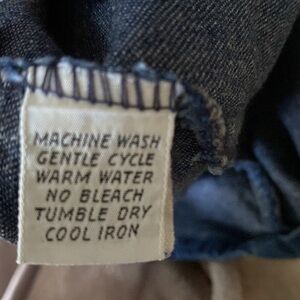 MACHINE WASH
GENTLE CYCLE
WARM WATER
NO BLEACH
TUMBLE DRY
COOL IRON